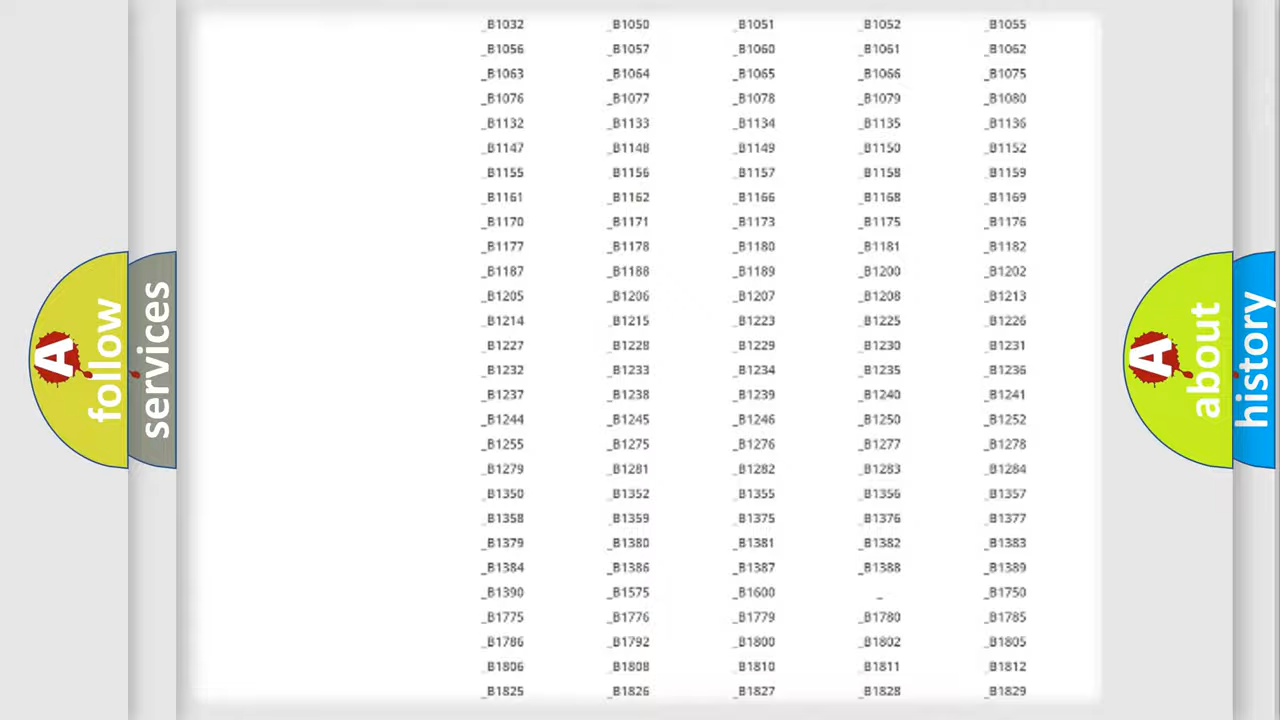 _B1032 _B1050 _B1051 _B1052 _B1055
_B1056 _B1057 _B1060 _B1061 _B1062
_B1063 _B1064 _B1065 _B1066 _B1075
_B1076 _B1077 _B1078 _B1079 _B1080
_B1132 _B1133 _B1134 _B1135 _B1136
_B1147 _B1148 _B1149 _B1150 _B1152
_B1155 _B1156 _B1157 _B1158 _B1159
_B1161 _B1162 _B1166 _B1168 _B1169
_B1170 _B1171 _B1173 _B1175 _B1176
_B1177 _B1178 _B1180 _B1181 _B1182
_B1187 _B1188 _B1189 _B1200 _B1202
_B1205 _B1206 _B1207 _B1208 _B1213
_B1214 _B1215 _B1223 _B1225 _B1226
_B1227 _B1228 _B1229 _B1230 _B1231
_B1232 _B1233 _B1234 _B1235 _B1236
_B1237 _B1238 _B1239 _B1240 _B1241
_B1244 _B1245 _B1246 _B1250 _B1252
_B1255 _B1275 _B1276 _B1277 _B1278
_B1279 _B1281 _B1282 _B1283 _B1284
_B1350 _B1352 _B1355 _B1356 _B1357
_B1358 _B1359 _B1375 _B1376 _B1377
_B1379 _B1380 _B1381 _B1382 _B1383
_B1384 _B1386 _B1387 _B1388 _B1389
_B1390 _B1575 _B1600 _ _B1750
_B1775 _B1776 _B1779 _B1780 _B1785
_B1786 _B1792 _B1800 _B1802 _B1805
_B1806 _B1808 _B1810 _B1811 _B1812
_B1825 _B1826 _B1827 _B1828 _B1829
A follow
services
A about
history